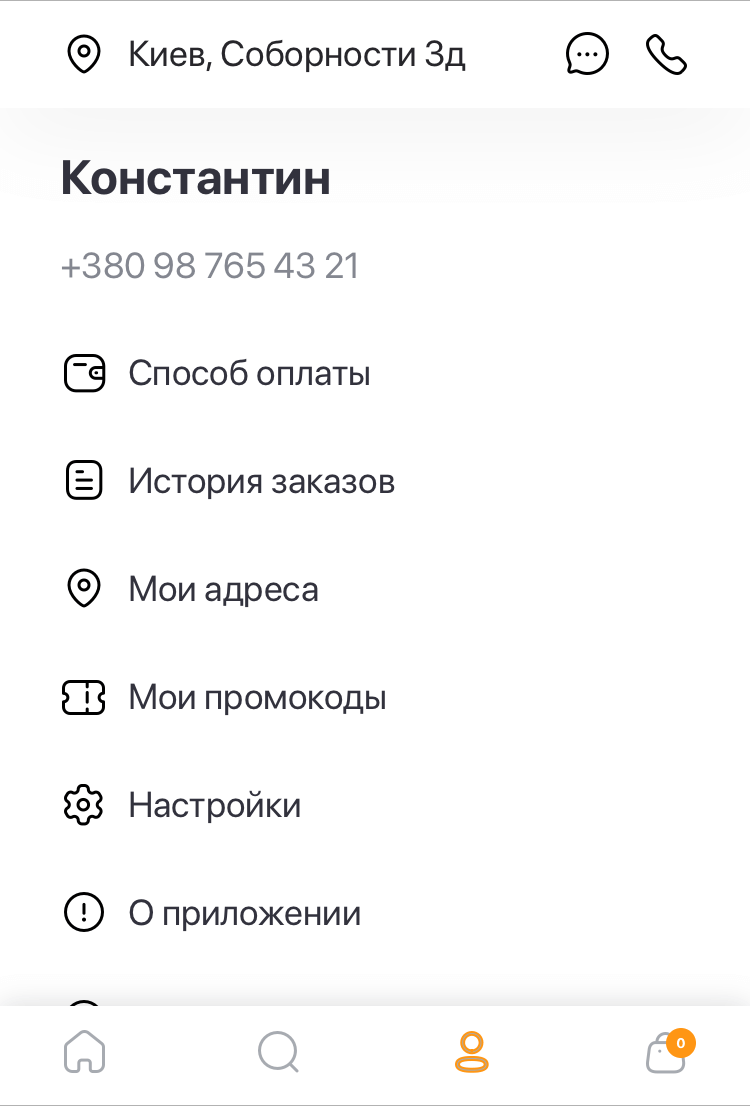 Киев, Соборности 3д
Константин
+380 98 765 43 21
Способ оплаты
История заказов
Мои адреса
Мои промокоды
Настройки
О приложении
0